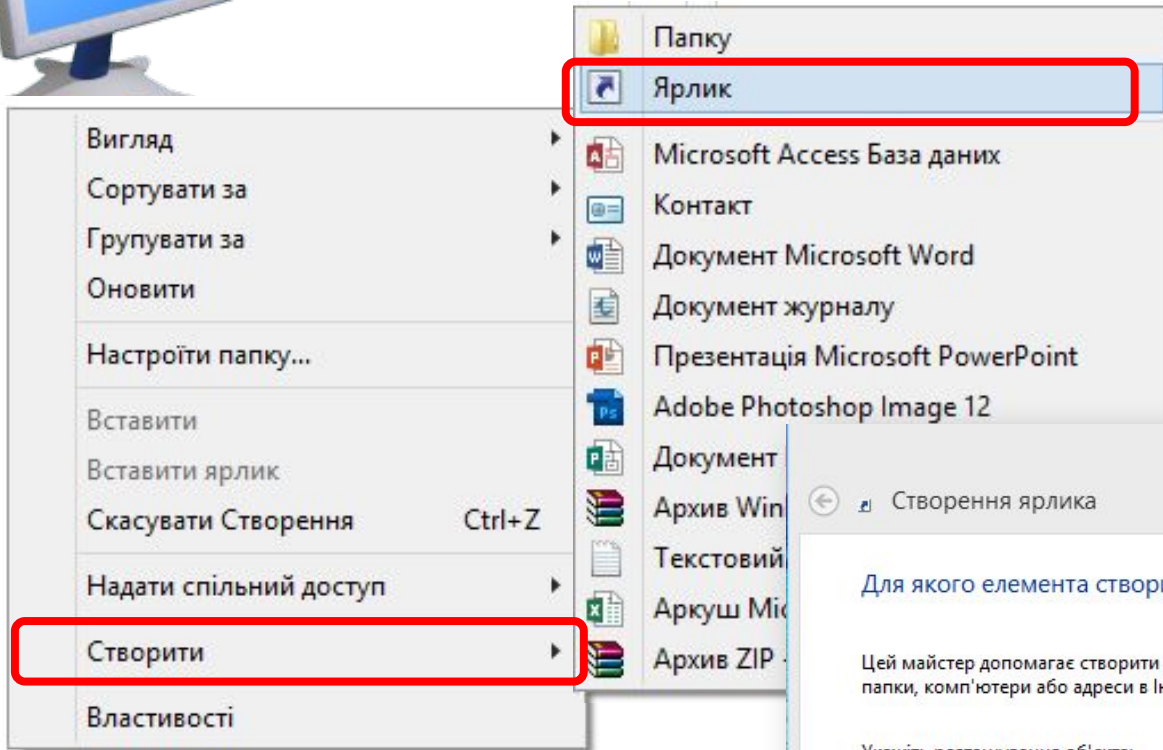 Вигляд
Сортувати за
Групувати за
Оновити
Настроїти папку...
Вставити
Вставити ярлик
Скасувати Створення Ctrl+Z
Надати спільний доступ
Створити
Властивості
Папку
Ярлик
Microsoft Access База даних
Контакт
Документ Microsoft Word
Документ журналу
Презентація Microsoft PowerPoint
Adobe Photoshop Image 12
Документ
Архив Win
Текстовий
Аркуш Mic
Архив ZIP -
Створення ярлика
Для якого елемента створи
Цей майстер допомагає створити
папки, комп'ютери або адреси в Ін